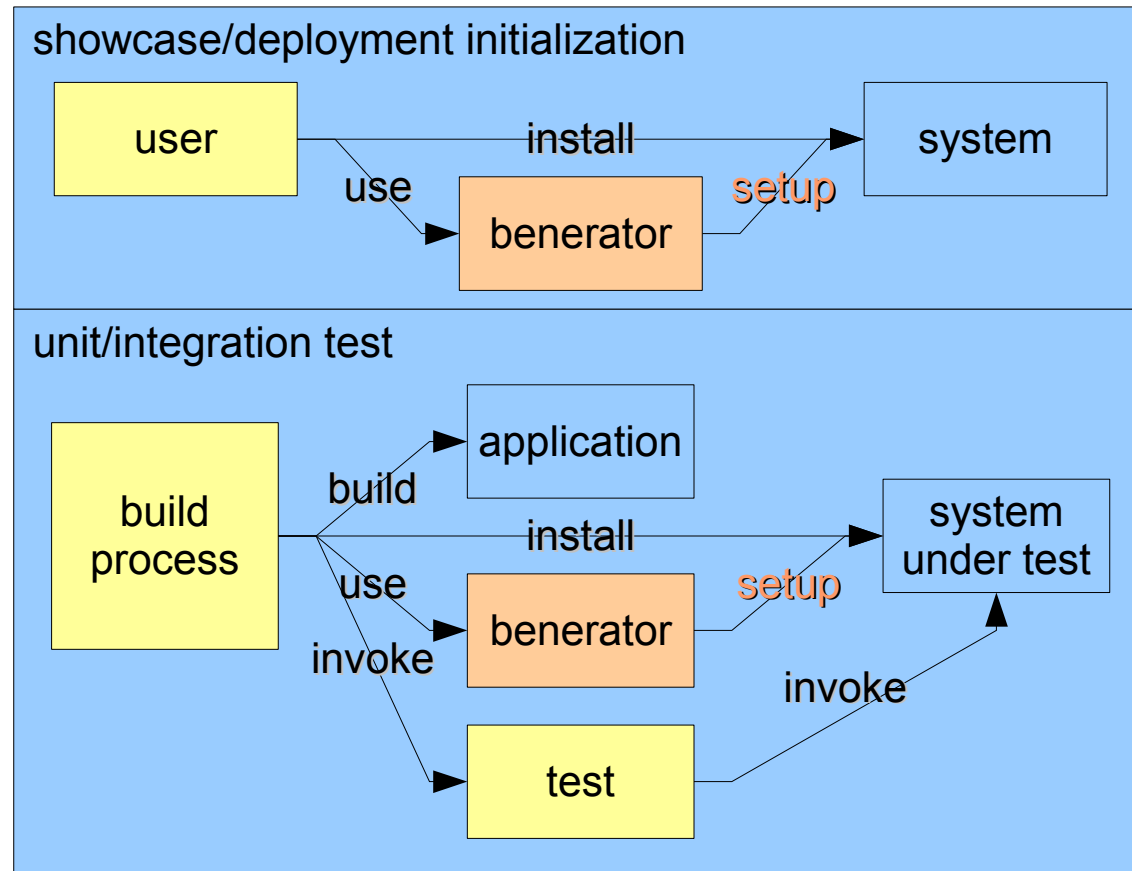 showcase/deployment initialization
user
install
system
use
setup
benerator
unit/integration test
application
build
build
process
install
system
under test
use
setup
benerator
invoke
invoke
test